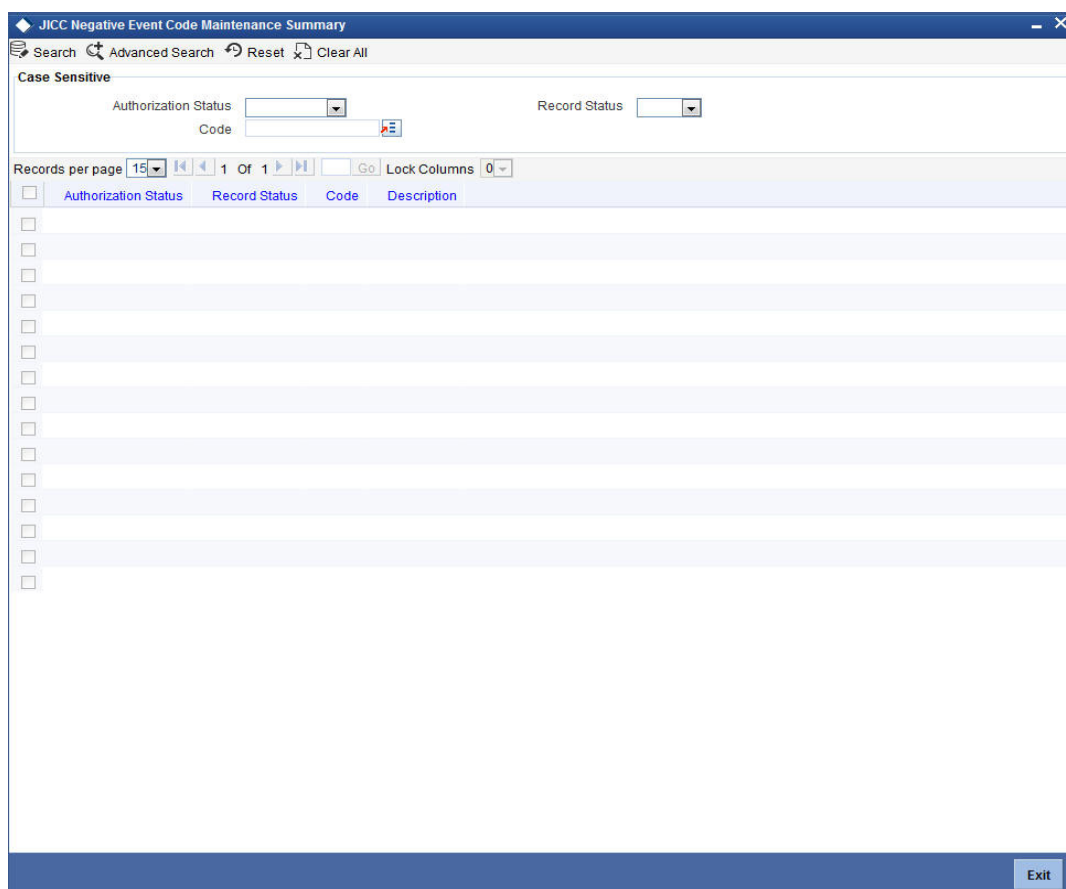 JICC Negative Event Code Maintenance Summary
Search Advanced Search Reset Clear All
Case Sensitive
Authorization Status Record Status
Code
Records per page 15 1 Of 1 Go Lock Columns 0
Authorization Status Record Status Code Description
Exit